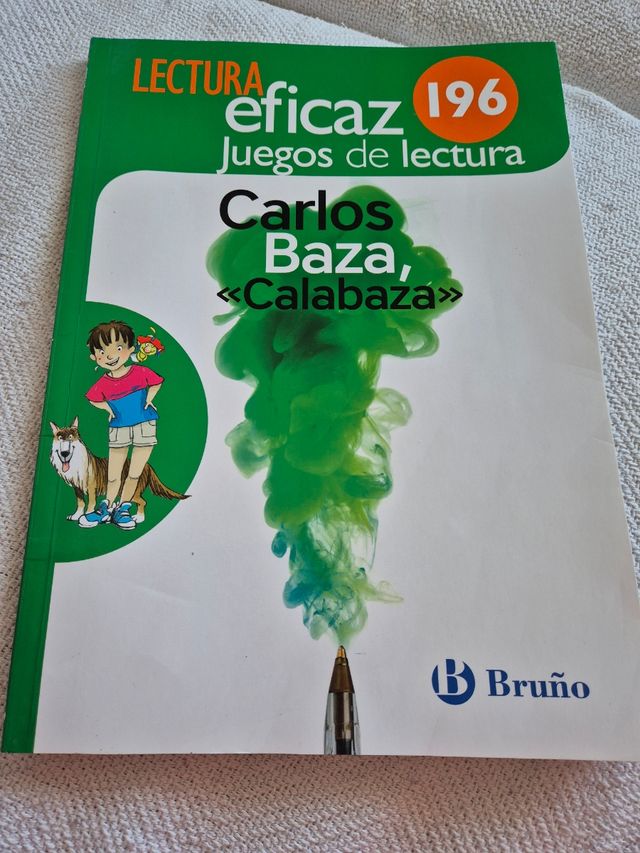 LECTURA
eficaz
196
Juegos de lectura
Carlos
Baza,
«Calabaza»
B Bruño